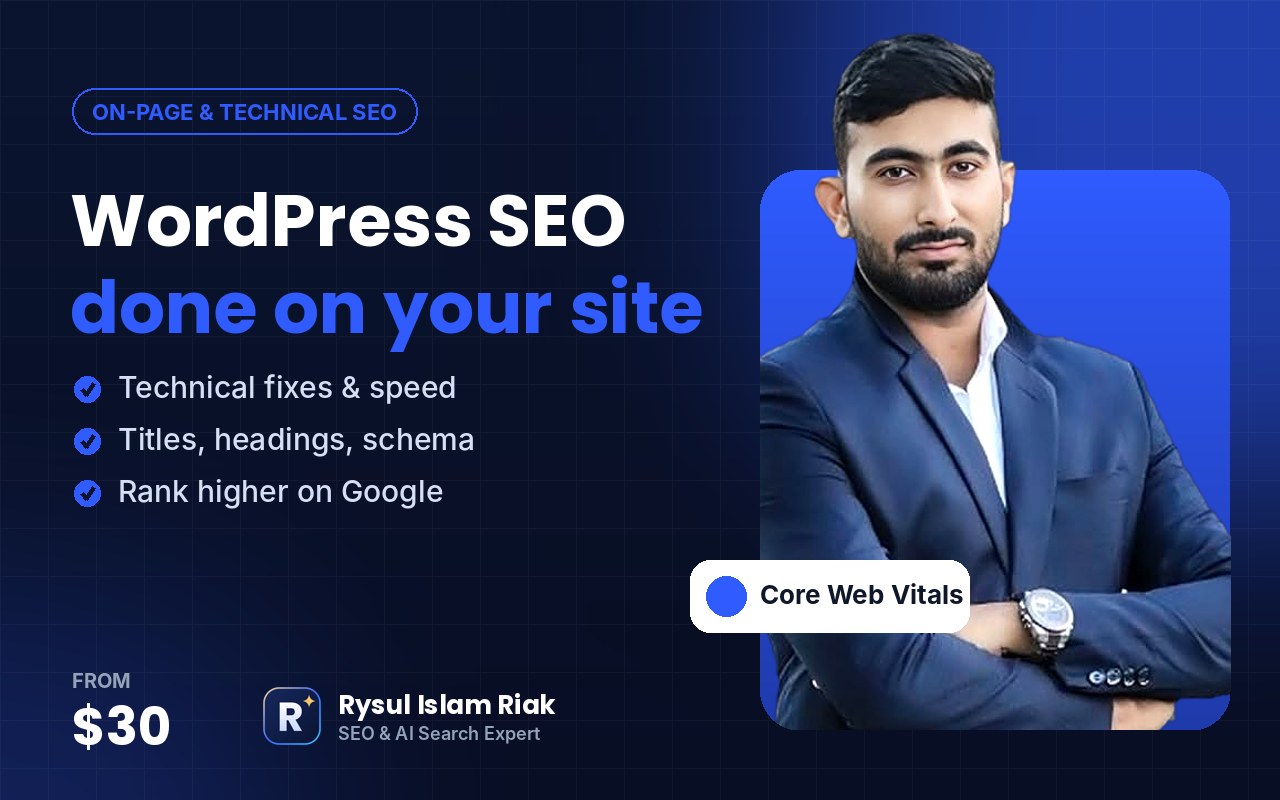 ON-PAGE & TECHNICAL SEO
WordPress SEO
done on your site
Technical fixes & speed
Titles, headings, schema
Rank higher on Google
Core Web Vitals
FROM
$30
R
Rysul Islam Riak
SEO & AI Search Expert